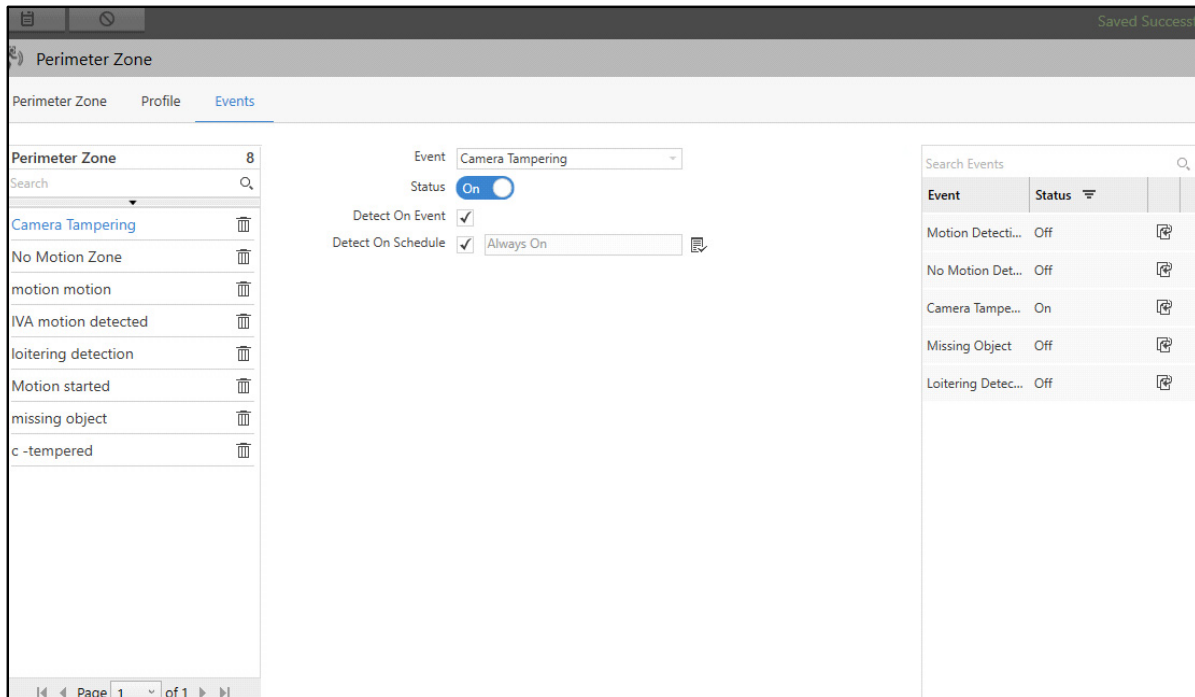 Saved Successf
Perimeter Zone
Perimeter Zone Profile Events
Perimeter Zone 8
Search
Camera Tampering
No Motion Zone
motion motion
IVA motion detected
loitering detection
Motion started
missing object
c -tempered
Page 1 of 1
Event Camera Tampering
Status On
Detect On Event
Detect On Schedule Always On
Search Events
Event Status
Motion Detecti... Off
No Motion Det... Off
Camera Tampe... On
Missing Object Off
Loitering Detec... Off